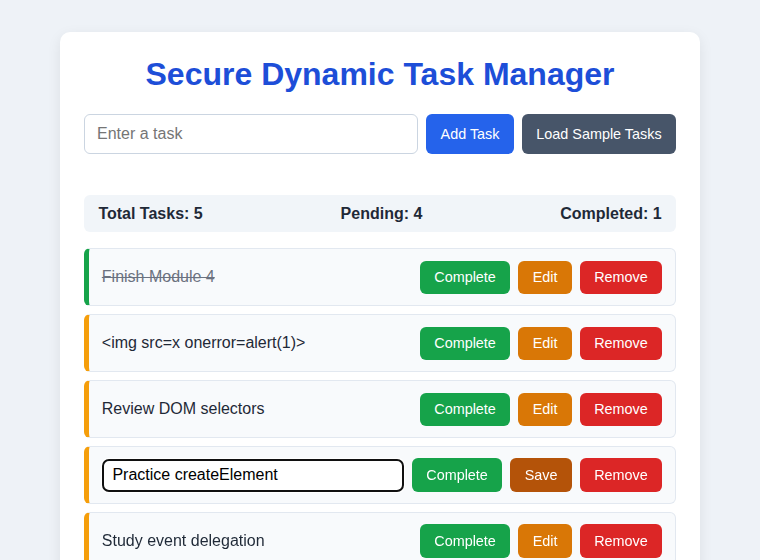 Secure Dynamic Task Manager
Enter a task Add Task Load Sample Tasks
Total Tasks: 5 Pending: 4 Completed: 1
Finish Module 4 Complete Edit Remove
<img src=x onerror=alert(1)> Complete Edit Remove
Review DOM selectors Complete Edit Remove
Practice createElement Complete Save Remove
Study event delegation Complete Edit Remove